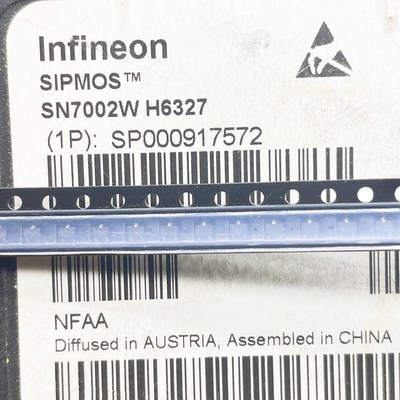 Infineon
SIPMOS™
SN7002W H6327
(1P): SP000917572
NFAA
Diffused in AUSTRIA, Assembled in CHINA